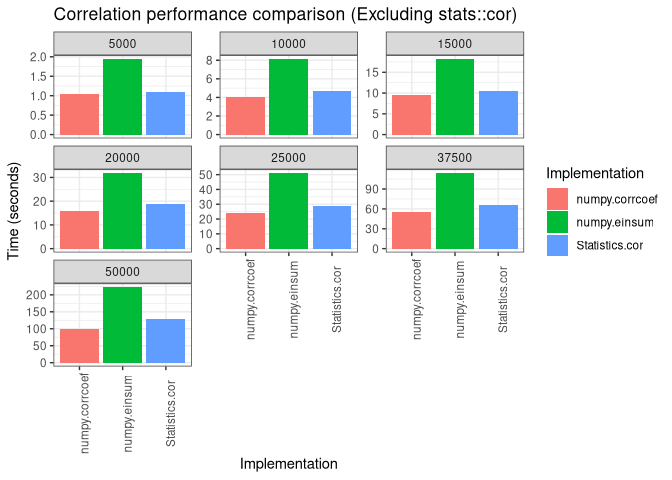 Correlation performance comparison (Excluding stats::cor)
5000
10000
15000
2.0
1.5
1.0
0.5
0.0
8
6
4
2
0
15
10
5
0
20000
25000
37500
30
20
10
0
50
40
30
20
10
0
90
60
30
0
50000
200
150
100
50
0
numpy.corrcoef
numpy.einsum
Statistics.cor
numpy.corrcoef
numpy.einsum
Statistics.cor
numpy.corrcoef
numpy.einsum
Statistics.cor
Time (seconds)
Implementation
Implementation
numpy.corrcoef
numpy.einsum
Statistics.cor